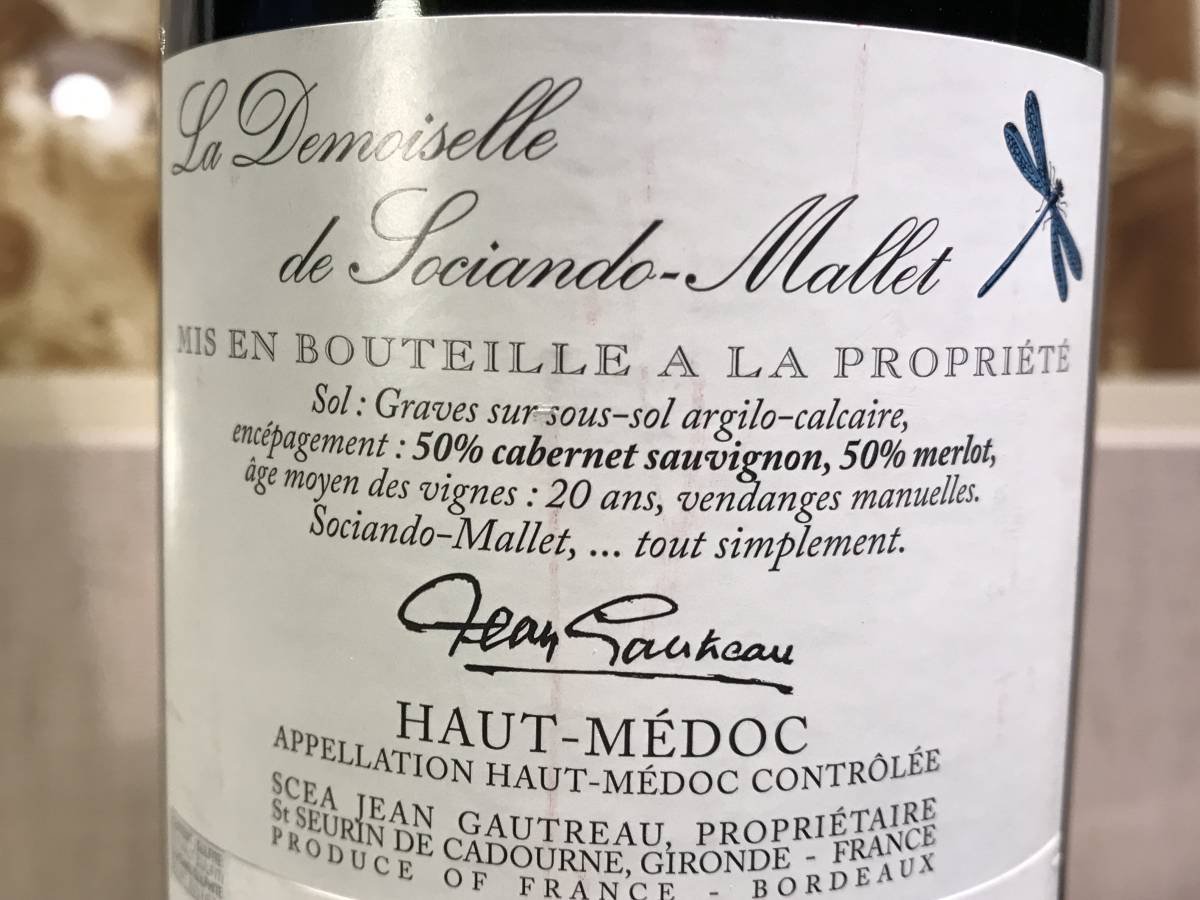 La Demoiselle
de Sociando-Mallet
MIS EN BOUTEILLE A LA PROPRIÉTÉ
Sol : Graves sur sous-sol argilo-calcaire,
encépagement : 50% cabernet sauvignon, 50% merlot,
âge moyen des vignes : 20 ans, vendanges manuelles.
Sociando-Mallet, ... tout simplement.
Jean Gautreau
HAUT-MÉDOC
APPELLATION HAUT-MÉDOC CONTRÔLÉE
SCEA JEAN GAUTREAU, PROPRIÉTAIRE
St SEURIN DE CADOURNE, GIRONDE - FRANCE
PRODUCE OF FRANCE - BORDEAUX